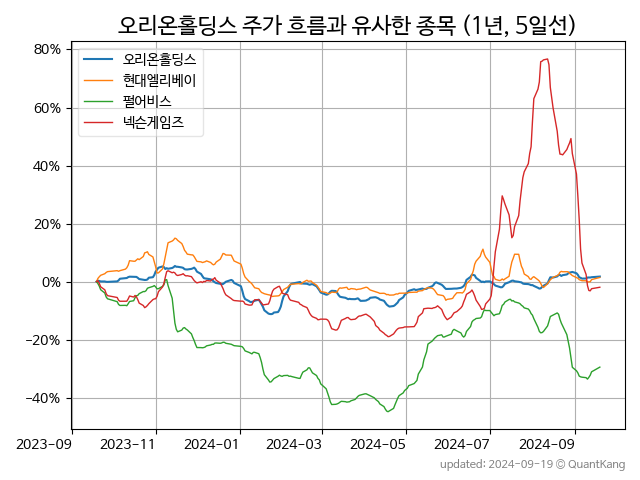 오리온홀딩스 주가 흐름과 유사한 종목 (1년, 5일선)
80%
60%
40%
20%
0%
−20%
−40%
오리온홀딩스
현대엘리베이
펄어비스
넥슨게임즈
2023-09 2023-11 2024-01 2024-03 2024-05 2024-07 2024-09
updated: 2024-09-19 © QuantKang